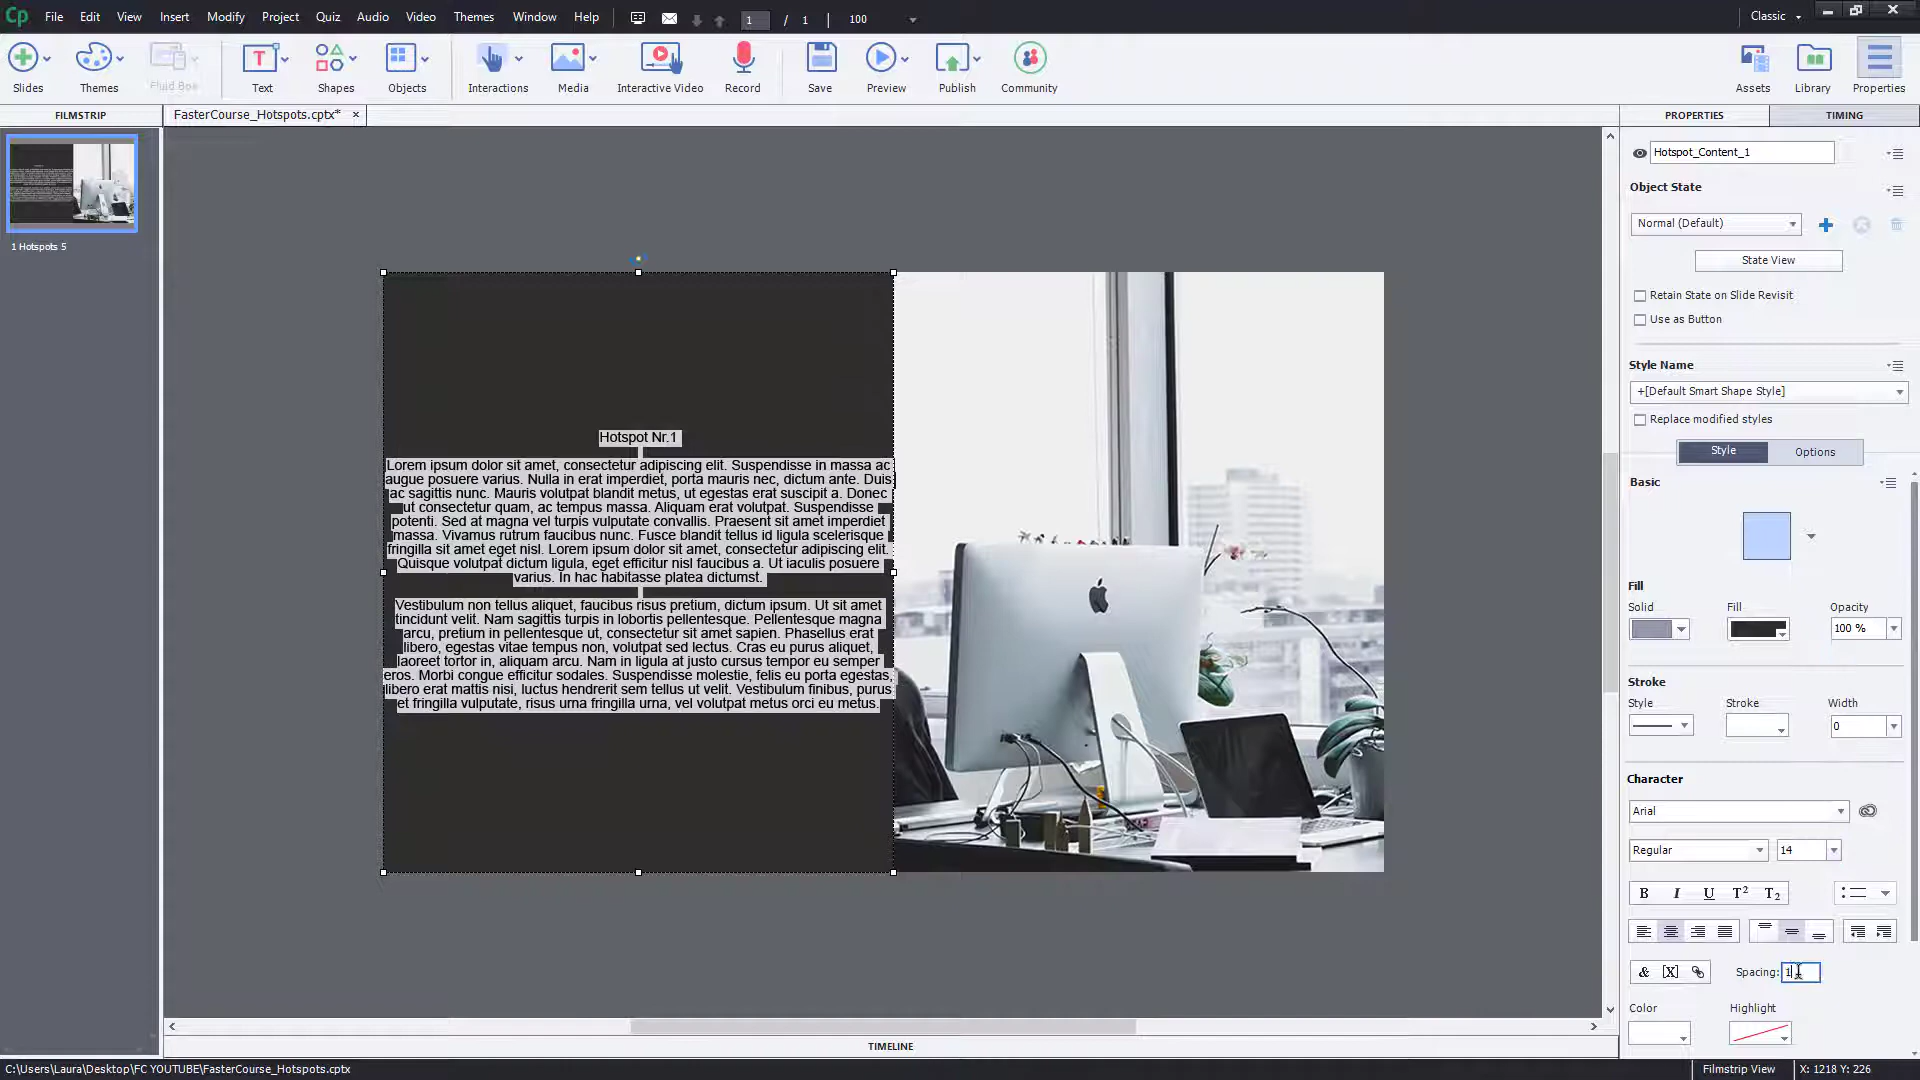 Cp File Edit View Insert Modify Project Quiz Audio Video Themes Window Help 1 / 1 100 Classic
Slides Themes Fluid Box Text Shapes Objects Interactions Media Interactive Video Record Save Preview Publish Community Assets Library Properties
FILMSTRIP
FasterCourse_Hotspots.cptx*
PROPERTIES
TIMING
1 Hotspots 5
Hotspot Nr.1
Lorem ipsum dolor sit amet, consectetur adipiscing elit. Suspendisse in massa ac
augue posuere varius. Nulla in erat imperdiet, porta mauris nec, dictum ante. Duis
ac sagittis nunc. Mauris volutpat blandit metus, ut egestas erat suscipit a. Donec
ut consectetur quam, ac tempus massa. Aliquam erat volutpat. Suspendisse
potenti. Sed at magna vel turpis vulputate convallis. Praesent sit amet imperdiet
massa. Vivamus rutrum faucibus nunc. Fusce blandit tellus id ligula scelerisque
fringilla sit amet eget nisl. Lorem ipsum dolor sit amet, consectetur adipiscing elit.
Quisque volutpat dictum ligula, eget efficitur nisl faucibus a. Ut iaculis posuere
varius. In hac habitasse platea dictumst.
Vestibulum non tellus aliquet, faucibus risus pretium, dictum ipsum. Ut sit amet
tincidunt velit. Nam sagittis turpis in lobortis pellentesque. Pellentesque magna
arcu, pretium in pellentesque ut, consectetur sit amet sapien. Phasellus erat
libero, egestas vitae tempus non, volutpat sed lectus. Cras eu purus aliquet,
laoreet tortor in, aliquam arcu. Nam in ligula at justo cursus tempor eu semper
eros. Morbi congue efficitur sodales. Suspendisse molestie, felis eu porta egestas,
libero erat mattis nisi, luctus hendrerit sem tellus ut velit. Vestibulum finibus, purus
et fringilla vulputate, risus urna fringilla urna, vel volutpat metus orci eu metus.
Hotspot_Content_1
Object State
Normal (Default)
State View
Retain State on Slide Revisit
Use as Button
Style Name
+[Default Smart Shape Style]
Replace modified styles
Style Options
Basic
Fill
Solid Fill Opacity
100 %
Stroke
Style Stroke Width
0
Character
Arial
Regular 14
B I U T2 T2
& [X] Spacing: 1
Color Highlight
TIMELINE
C:\Users\Laura\Desktop\FC YOUTUBE\FasterCourse_Hotspots.cptx
Filmstrip View X: 1218 Y: 226